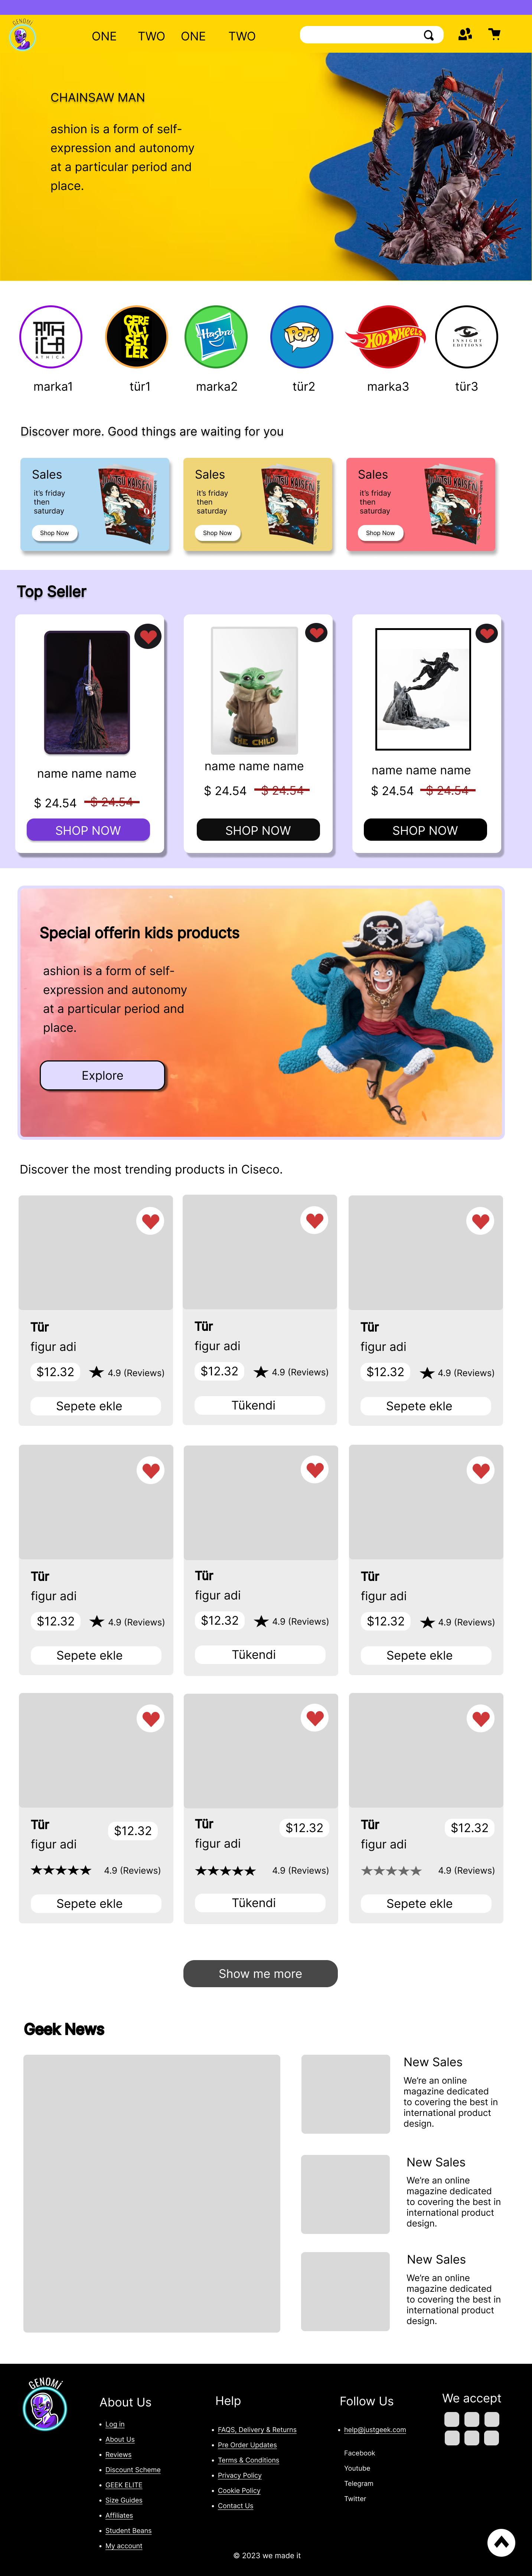 GENOMi
ONE TWO ONE TWO
CHAINSAW MAN
ashion is a form of self-
expression and autonomy
at a particular period and
place.
ATHICA
GEREKLI
ŞEYLER
Hasbro
POP!
HOT WHEELS
INSIGHT
EDITIONS
marka1
tür1
marka2
tür2
marka3
tür3
Discover more. Good things are waiting for you
Sales
it's friday
then
saturday
Shop Now
JUJUTSU KAISEN
Sales
it's friday
then
saturday
Shop Now
JUJUTSU KAISEN
Sales
it's friday
then
saturday
Shop Now
JUJUTSU KAISEN
Top Seller
name name name
$ 24.54 $ 24.54
SHOP NOW
THE CHILD
name name name
$ 24.54 $ 24.54
SHOP NOW
name name name
$ 24.54 $ 24.54
SHOP NOW
Special offerin kids products
ashion is a form of self-
expression and autonomy
at a particular period and
place.
Explore
Discover the most trending products in Ciseco.
Tür
figur adi
$12.32 4.9 (Reviews)
Sepete ekle
Tür
figur adi
$12.32 4.9 (Reviews)
Tükendi
Tür
figur adi
$12.32 4.9 (Reviews)
Sepete ekle
Tür
figur adi
$12.32 4.9 (Reviews)
Sepete ekle
Tür
figur adi
$12.32 4.9 (Reviews)
Tükendi
Tür
figur adi
$12.32 4.9 (Reviews)
Sepete ekle
Tür
figur adi
$12.32
4.9 (Reviews)
Sepete ekle
Tür
figur adi
$12.32
4.9 (Reviews)
Tükendi
Tür
figur adi
$12.32
4.9 (Reviews)
Sepete ekle
Show me more
Geek News
New Sales
We're an online
magazine dedicated
to covering the best in
international product
design.
New Sales
We're an online
magazine dedicated
to covering the best in
international product
design.
New Sales
We're an online
magazine dedicated
to covering the best in
international product
design.
GENOMi
About Us
Log in
About Us
Reviews
Discount Scheme
GEEK ELITE
Size Guides
Affiliates
Student Beans
My account
Help
FAQS, Delivery & Returns
Pre Order Updates
Terms & Conditions
Privacy Policy
Cookie Policy
Contact Us
Follow Us
help@justgeek.com
Facebook
Youtube
Telegram
Twitter
We accept
© 2023 we made it